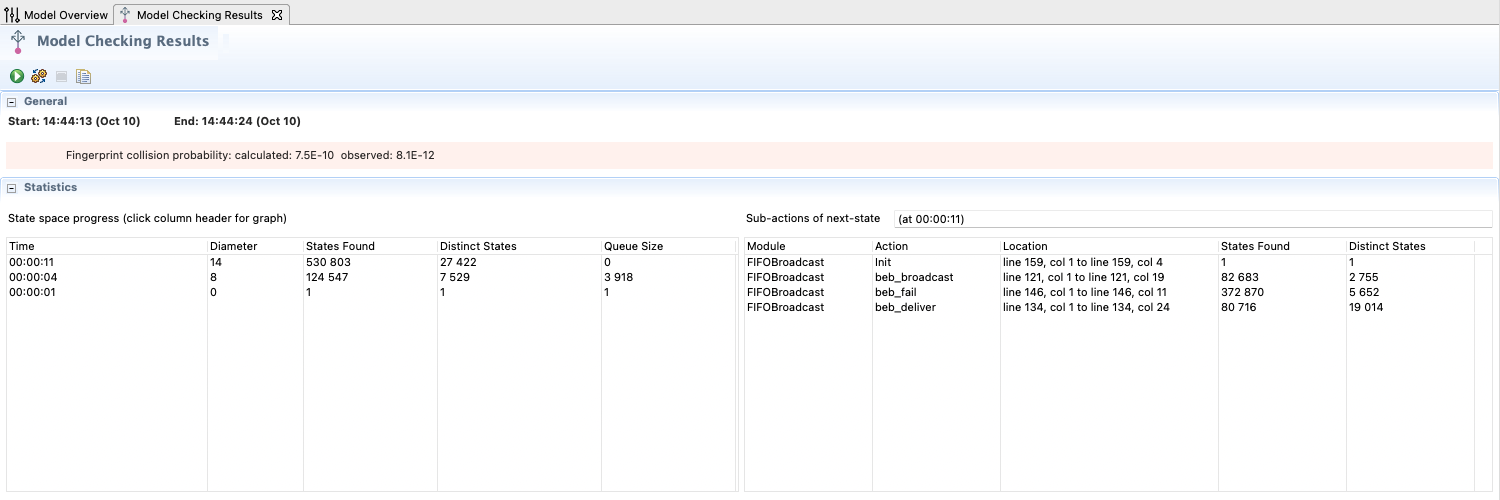 Model Overview Model Checking Results
Model Checking Results
General
Start: 14:44:13 (Oct 10) End: 14:44:24 (Oct 10)
Fingerprint collision probability: calculated: 7.5E-10 observed: 8.1E-12
Statistics
State space progress (click column header for graph)
Time Diameter States Found Distinct States Queue Size
00:00:11 14 530 803 27 422 0
00:00:04 8 124 547 7 529 3 918
00:00:01 0 1 1 1
Sub-actions of next-state (at 00:00:11)
Module Action Location States Found Distinct States
FIFOBroadcast Init line 159, col 1 to line 159, col 4 1 1
FIFOBroadcast beb_broadcast line 121, col 1 to line 121, col 19 82 683 2 755
FIFOBroadcast beb_fail line 146, col 1 to line 146, col 11 372 870 5 652
FIFOBroadcast beb_deliver line 134, col 1 to line 134, col 24 80 716 19 014